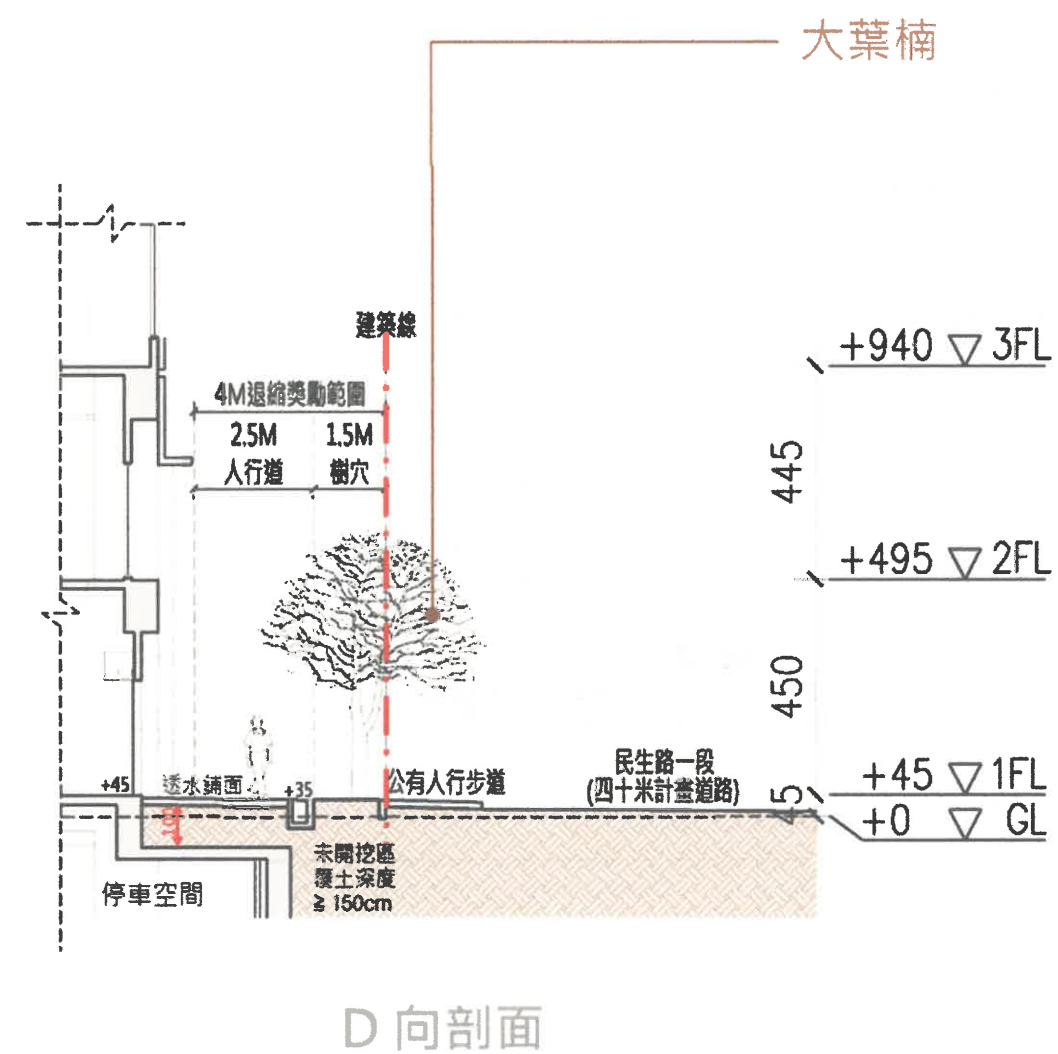 大葉楠
建築線
4M退縮獎勵範圍
2.5M
人行道
1.5M
樹穴
+940 ▽ 3FL
445
+495 ▽ 2FL
450
+45 ▽ 1FL
45
+0 ▽ GL
+45
透水鋪面
+35
公有人行步道
民生路一段
(四十米計畫道路)
100
未開挖區
覆土深度
≧ 150cm
停車空間
D 向剖面